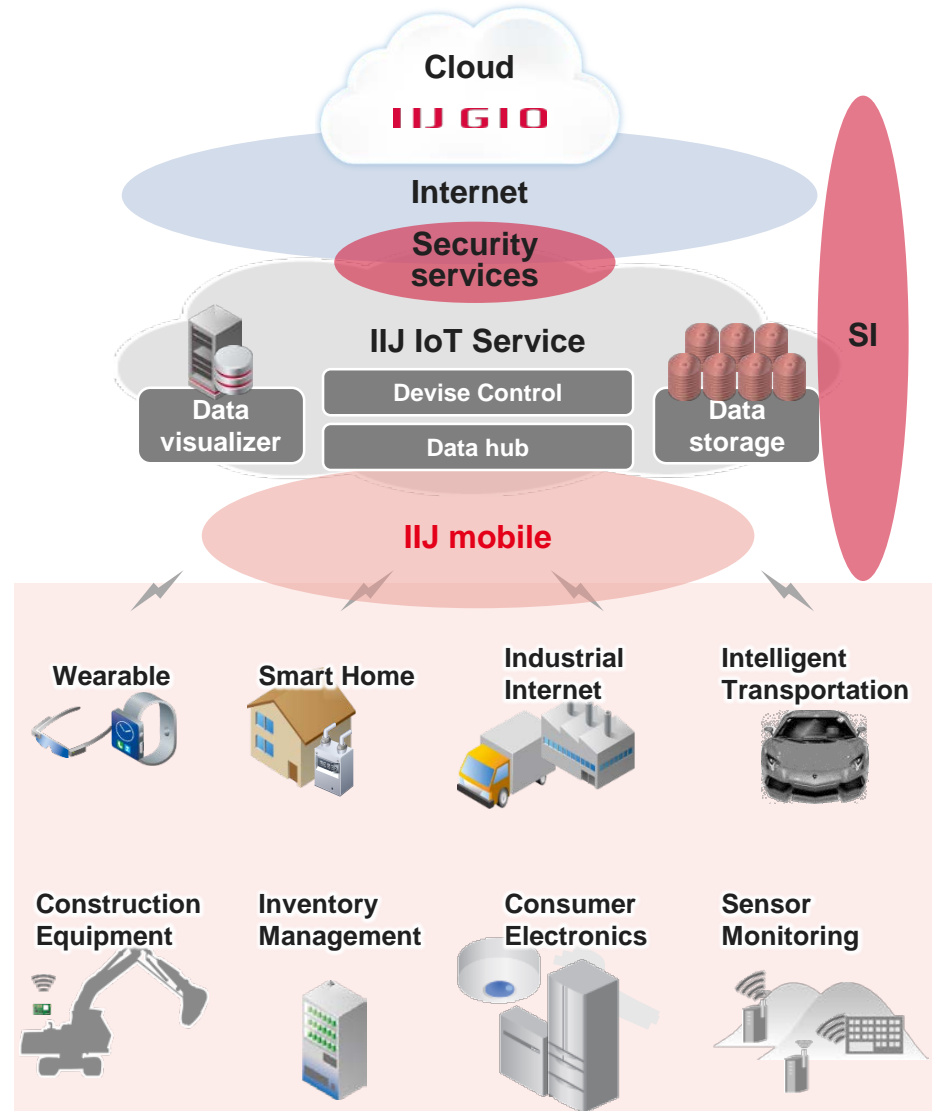 Cloud
IIJ GIO
Internet
Security
services
SI
IIJ IoT Service
Devise Control
Data
visualizer
Data hub
Data
storage
IIJ mobile
Wearable
Smart Home
Industrial
Internet
Intelligent
Transportation
Construction
Equipment
Inventory
Management
Consumer
Electronics
Sensor
Monitoring